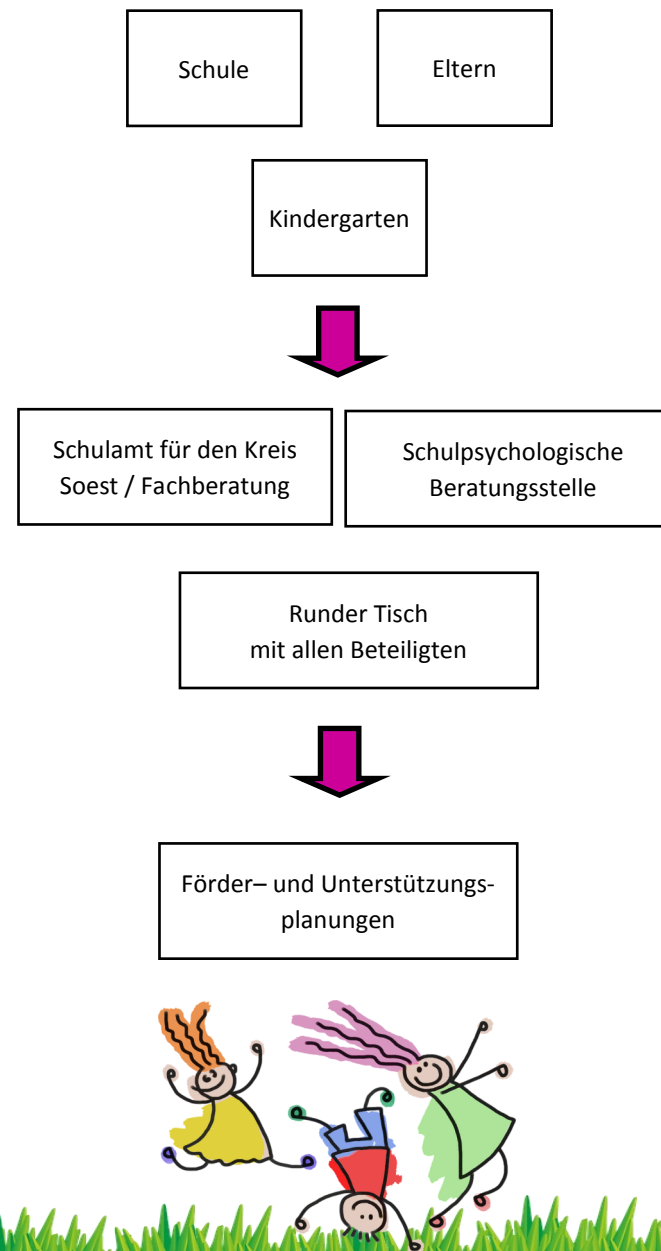 Schule
Eltern
Kindergarten
Schulamt für den Kreis
Soest / Fachberatung
Schulpsychologische
Beratungsstelle
Runder Tisch
mit allen Beteiligten
Förder– und Unterstützungs-
planungen